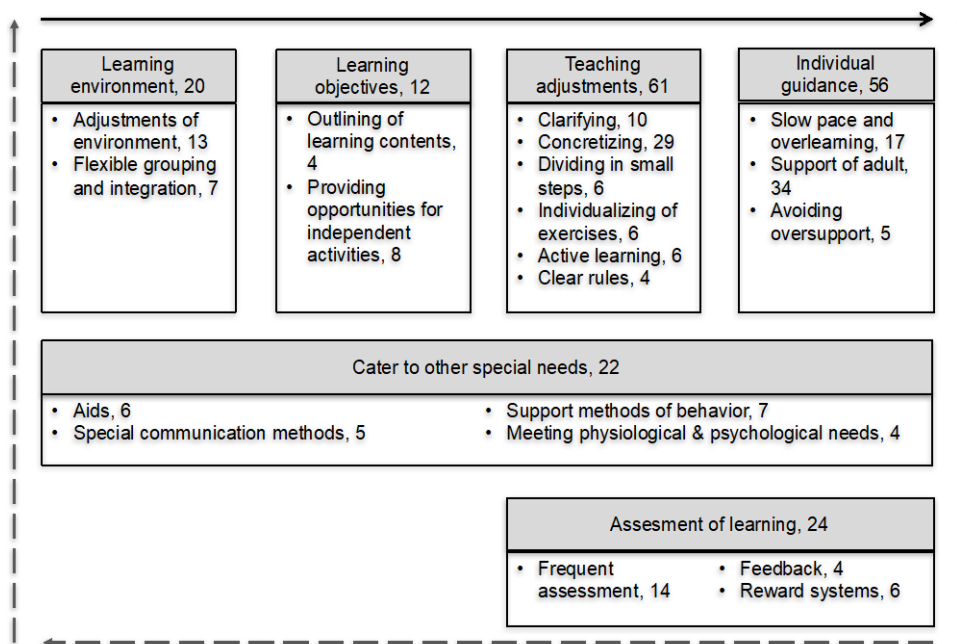 Learning
environment, 20
• Adjustments of
environment, 13
• Flexible grouping
and integration, 7
Learning
objectives, 12
• Outlining of
learning contents,
4
• Providing
opportunities for
independent
activities, 8
Teaching
adjustments, 61
• Clarifying, 10
• Concretizing, 29
• Dividing in small
steps, 6
• Individualizing of
exercises, 6
• Active learning, 6
• Clear rules, 4
Individual
guidance, 56
• Slow pace and
overlearning, 17
• Support of adult,
34
• Avoiding
oversupport, 5
Cater to other special needs, 22
• Aids, 6
• Special communication methods, 5
• Support methods of behavior, 7
• Meeting physiological & psychological needs, 4
Assesment of learning, 24
• Frequent
assessment, 14
• Feedback, 4
• Reward systems, 6